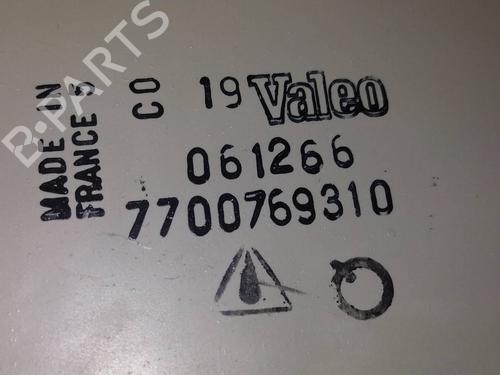 B-PARTS
MADE IN
FRANCE 5
CO 19 Valeo
061266
7700769310